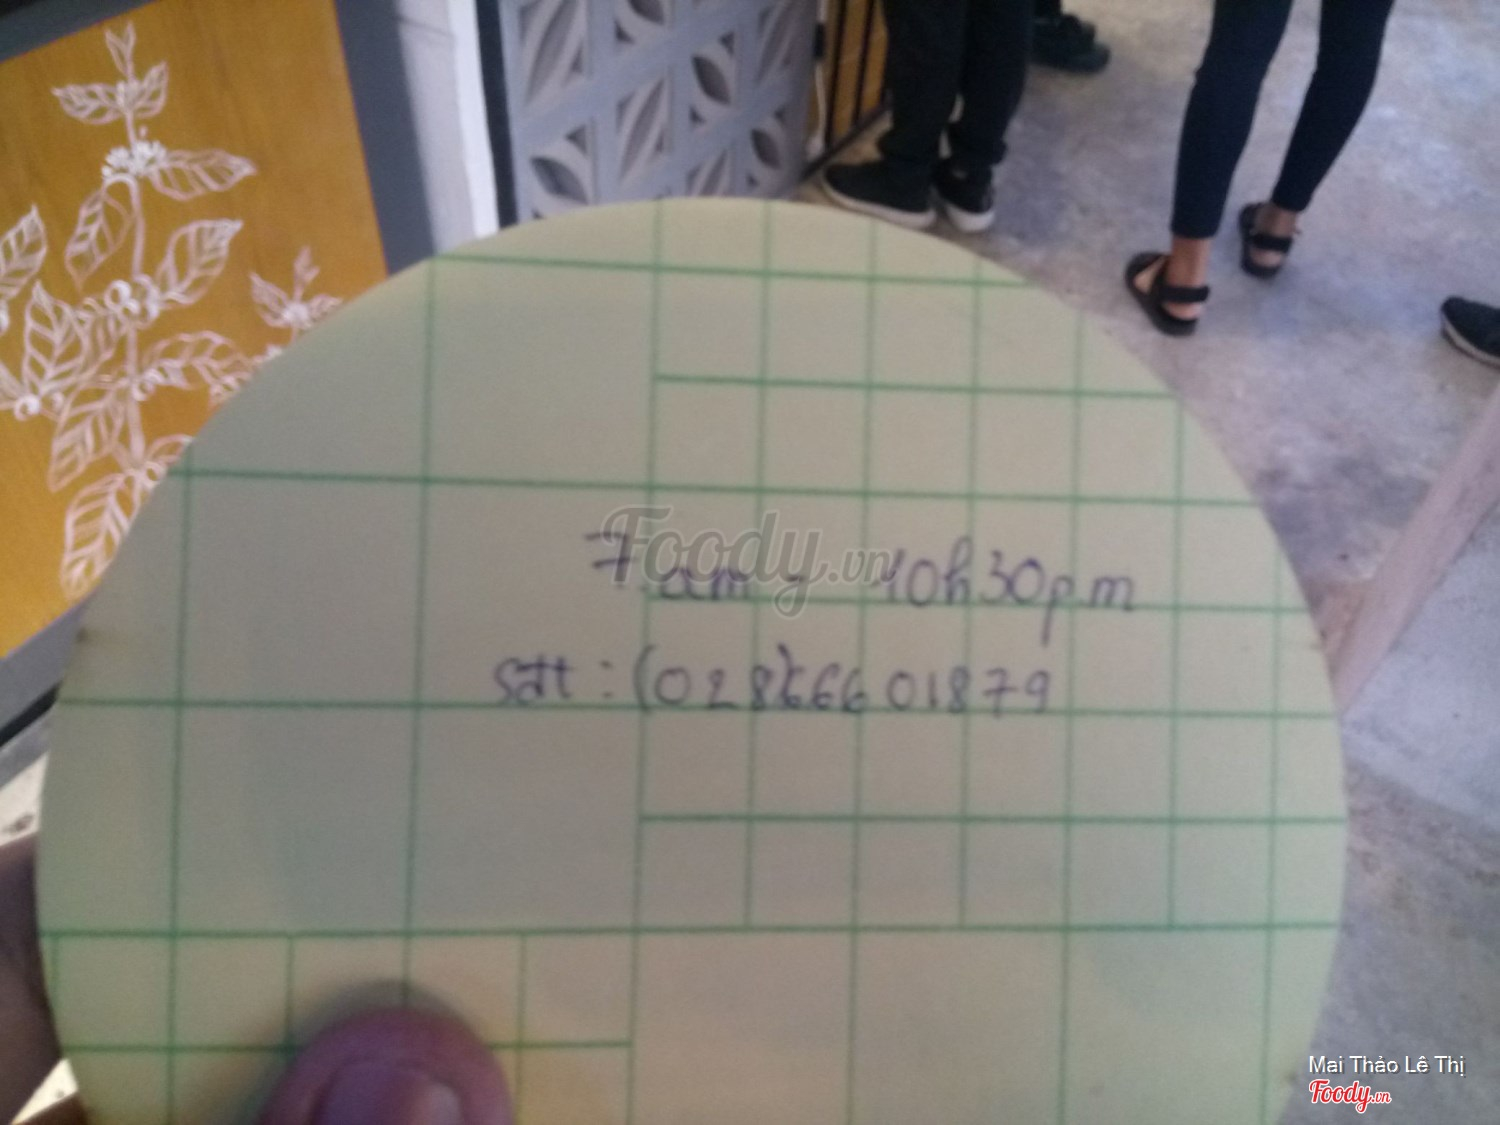 7am - 10h30pm
sđt : (028)66601879
Foody.vn
Mai Thảo Lê Thị
Foody.vn